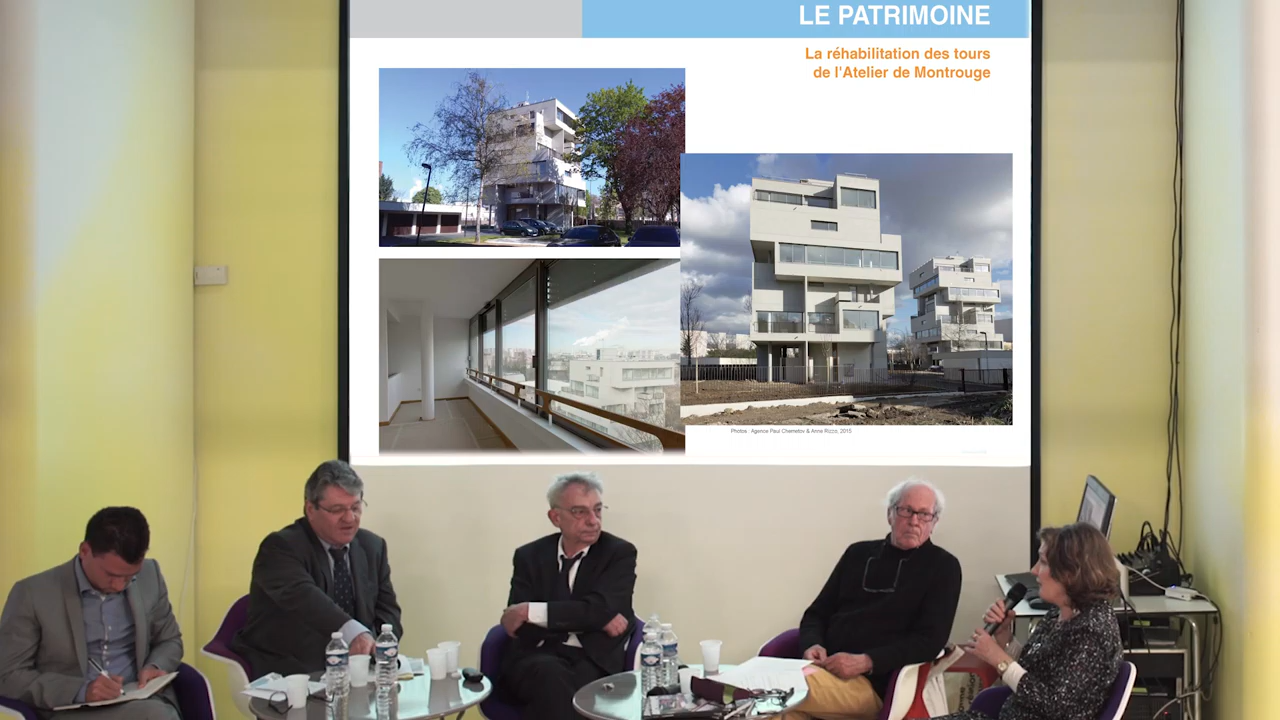 LE PATRIMOINE
La réhabilitation des tours
de l'Atelier de Montrouge
Photos : Agence Paul Chemetov & Anne Rizzo, 2015